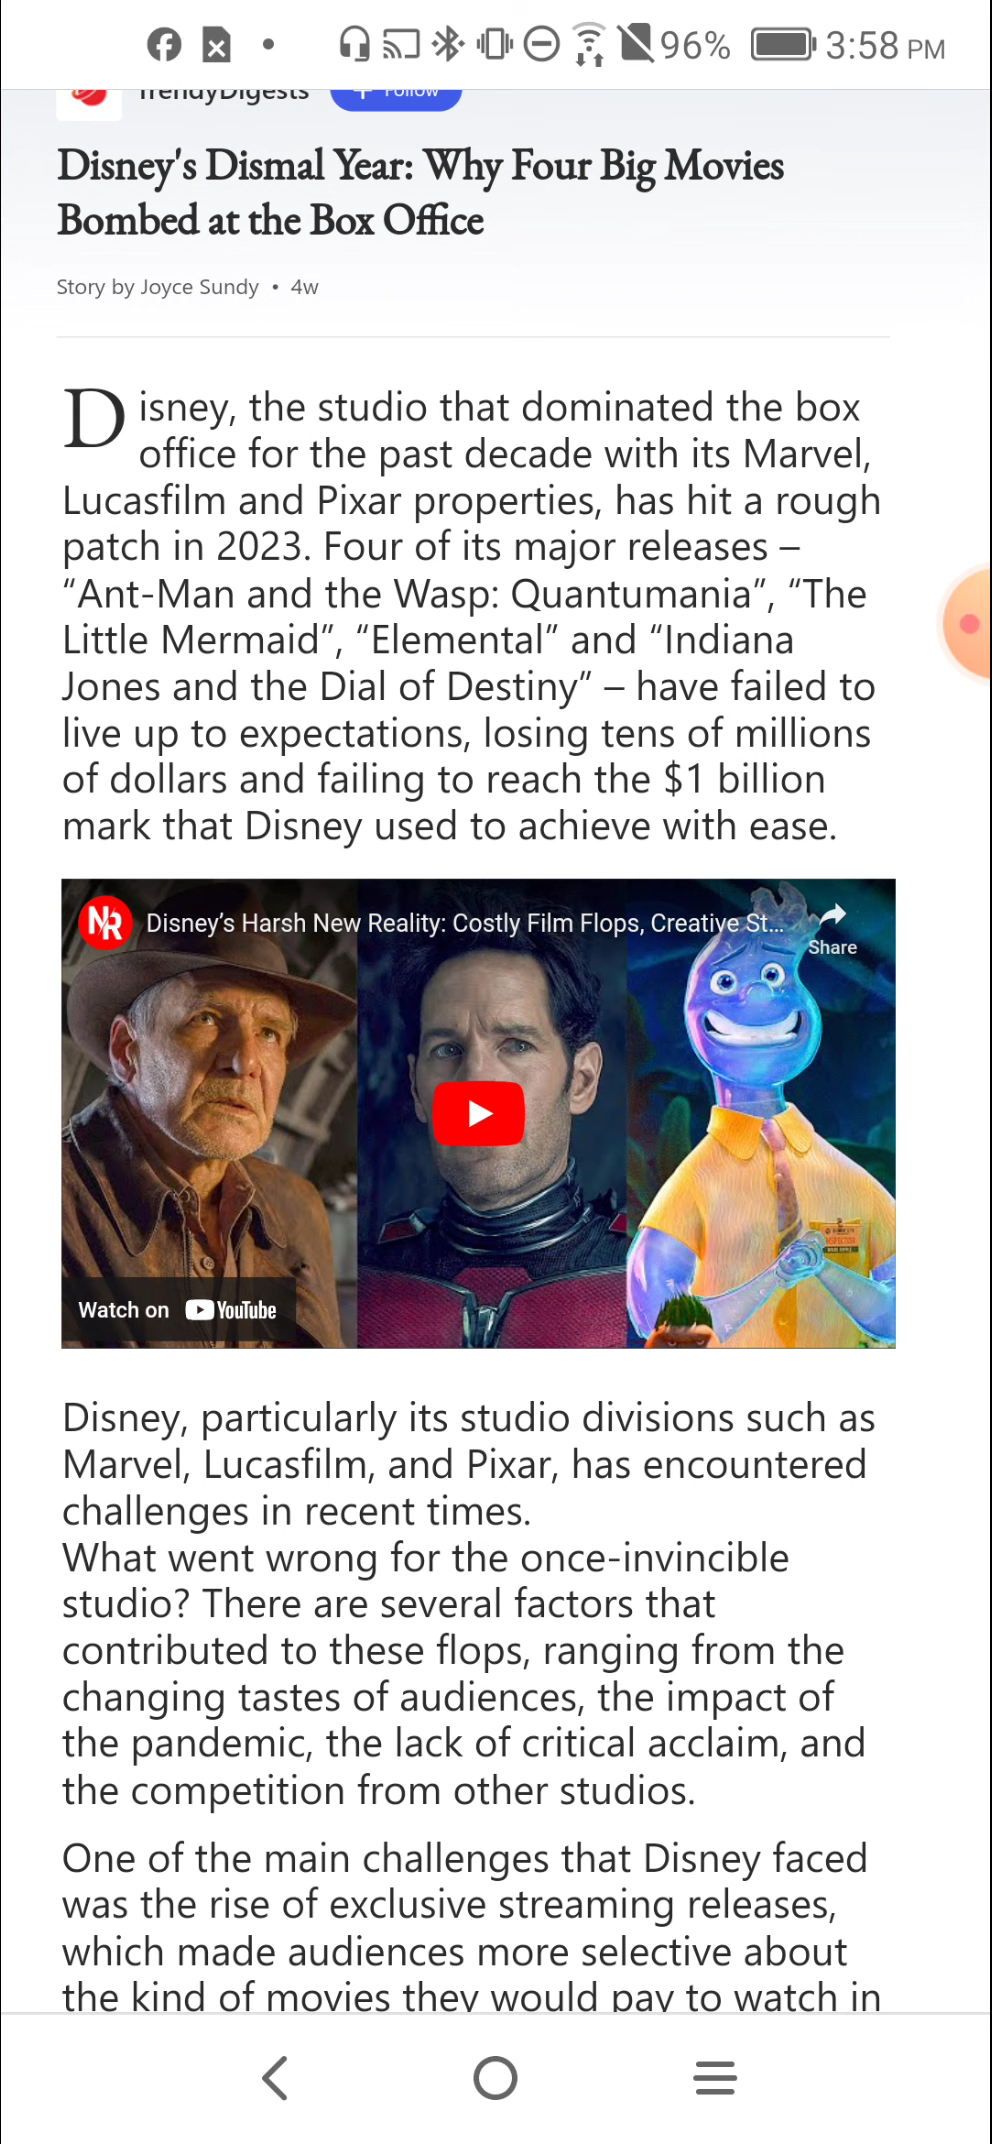 96% 3:58 PM
TrendyDigests + Follow
Disney's Dismal Year: Why Four Big Movies
Bombed at the Box Office
Story by Joyce Sundy • 4w
Disney, the studio that dominated the box
office for the past decade with its Marvel,
Lucasfilm and Pixar properties, has hit a rough
patch in 2023. Four of its major releases –
“Ant-Man and the Wasp: Quantumania”, “The
Little Mermaid”, “Elemental” and “Indiana
Jones and the Dial of Destiny” – have failed to
live up to expectations, losing tens of millions
of dollars and failing to reach the $1 billion
mark that Disney used to achieve with ease.
NR Disney’s Harsh New Reality: Costly Film Flops, Creative St...
Share
Watch on YouTube
Disney, particularly its studio divisions such as
Marvel, Lucasfilm, and Pixar, has encountered
challenges in recent times.
What went wrong for the once-invincible
studio? There are several factors that
contributed to these flops, ranging from the
changing tastes of audiences, the impact of
the pandemic, the lack of critical acclaim, and
the competition from other studios.
One of the main challenges that Disney faced
was the rise of exclusive streaming releases,
which made audiences more selective about
the kind of movies they would pay to watch in